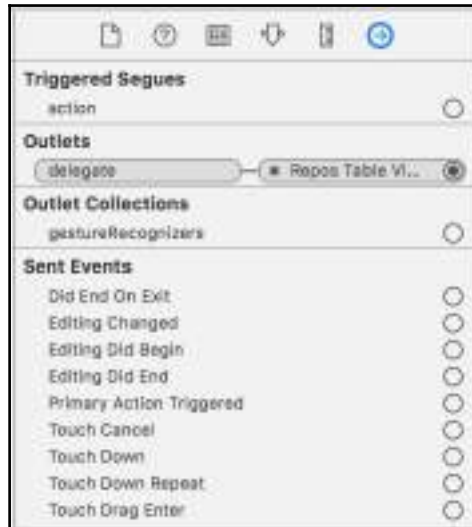 Triggered Segues
action
Outlets
delegate Repos Table Vi...
Outlet Collections
gestureRecognizers
Sent Events
Did End On Exit
Editing Changed
Editing Did Begin
Editing Did End
Primary Action Triggered
Touch Cancel
Touch Down
Touch Down Repeat
Touch Drag Enter